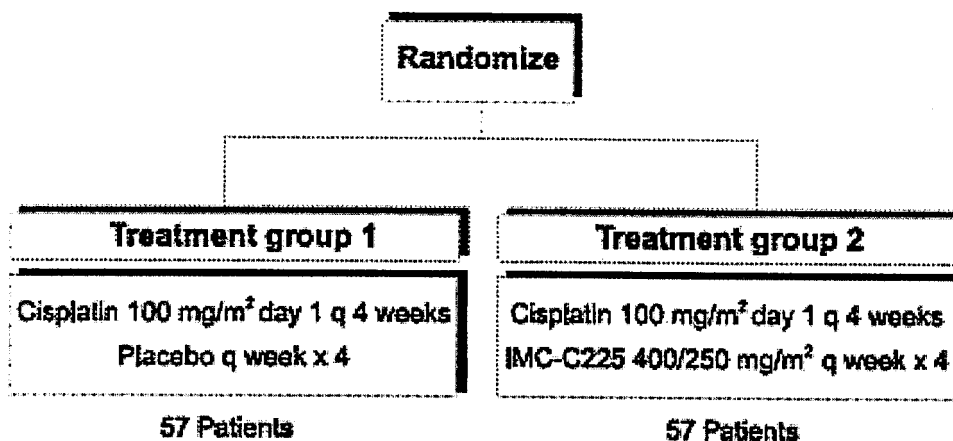 Randomize
Treatment group 1
Cisplatin 100 mg/m² day 1 q 4 weeks
Placebo q week x 4
57 Patients
Treatment group 2
Cisplatin 100 mg/m² day 1 q 4 weeks
IMC-C225 400/250 mg/m² q week x 4
57 Patients